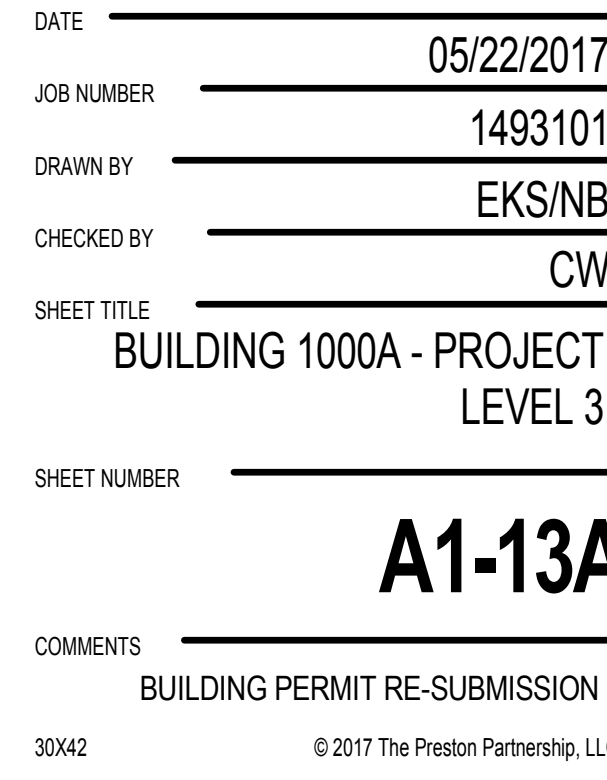 DATE
05/22/2017
JOB NUMBER
1493101
DRAWN BY
EKS/NB
CHECKED BY
CW
SHEET TITLE
BUILDING 1000A - PROJECT
LEVEL 3
SHEET NUMBER
A1-13A
COMMENTS
BUILDING PERMIT RE-SUBMISSION
30X42
© 2017 The Preston Partnership, LLC